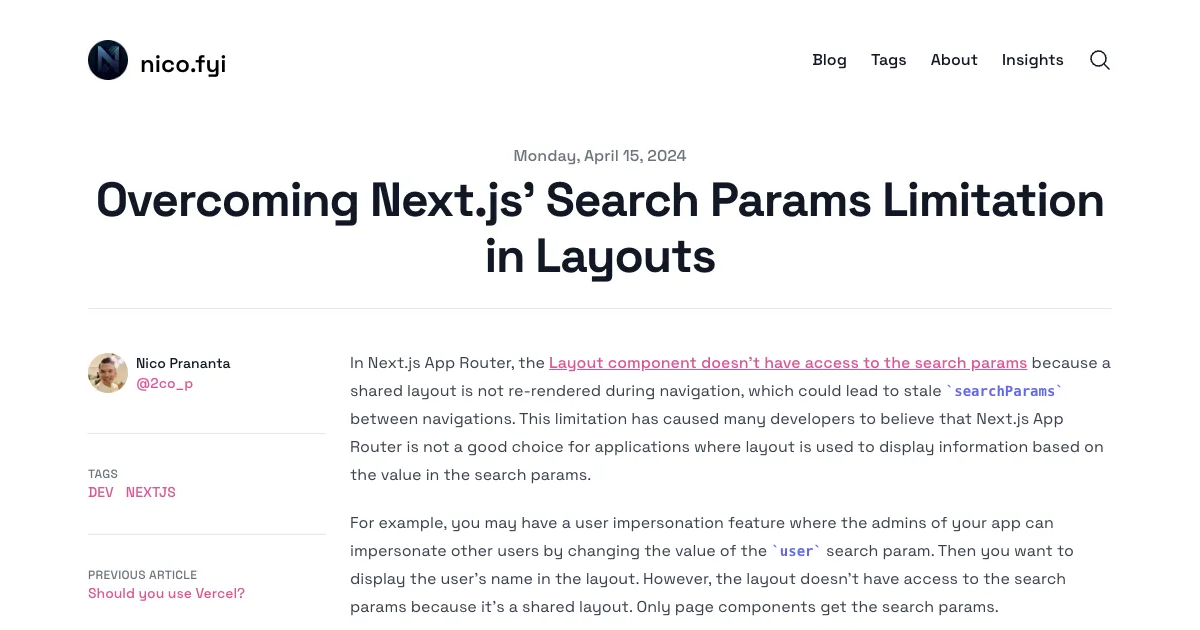 nico.fyi
Blog Tags About Insights
Monday, April 15, 2024
Overcoming Next.js’ Search Params Limitation
in Layouts
Nico Prananta
@2co_p
TAGS
DEV NEXTJS
PREVIOUS ARTICLE
Should you use Vercel?
In Next.js App Router, the Layout component doesn’t have access to the search params because a
shared layout is not re-rendered during navigation, which could lead to stale `searchParams`
between navigations. This limitation has caused many developers to believe that Next.js App
Router is not a good choice for applications where layout is used to display information based on
the value in the search params.
For example, you may have a user impersonation feature where the admins of your app can
impersonate other users by changing the value of the `user` search param. Then you want to
display the user’s name in the layout. However, the layout doesn’t have access to the search
params because it’s a shared layout. Only page components get the search params.